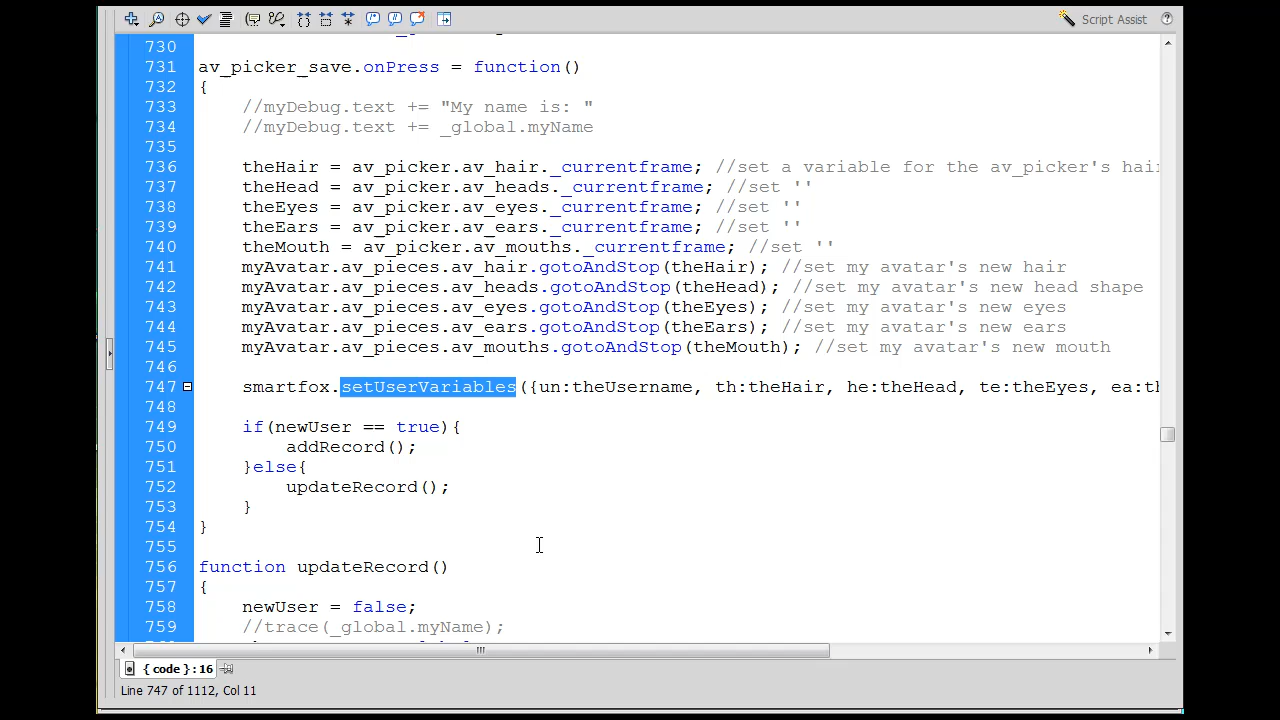 Script Assist
730
731 av_picker_save.onPress = function()
732 {
733 //myDebug.text += "My name is: "
734 //myDebug.text += _global.myName
735
736 theHair = av_picker.av_hair._currentframe; //set a variable for the av_picker's hai
737 theHead = av_picker.av_heads._currentframe; //set ''
738 theEyes = av_picker.av_eyes._currentframe; //set ''
739 theEars = av_picker.av_ears._currentframe; //set ''
740 theMouth = av_picker.av_mouths._currentframe; //set ''
741 myAvatar.av_pieces.av_hair.gotoAndStop(theHair); //set my avatar's new hair
742 myAvatar.av_pieces.av_heads.gotoAndStop(theHead); //set my avatar's new head shape
743 myAvatar.av_pieces.av_eyes.gotoAndStop(theEyes); //set my avatar's new eyes
744 myAvatar.av_pieces.av_ears.gotoAndStop(theEars); //set my avatar's new ears
745 myAvatar.av_pieces.av_mouths.gotoAndStop(theMouth); //set my avatar's new mouth
746
747 smartfox.setUserVariables({un:theUsername, th:theHair, he:theHead, te:theEyes, ea:th
748
749 if(newUser == true){
750 addRecord();
751 }else{
752 updateRecord();
753 }
754 }
755
756 function updateRecord()
757 {
758 newUser = false;
759 //trace(_global.myName);
{ code } : 16
Line 747 of 1112, Col 11